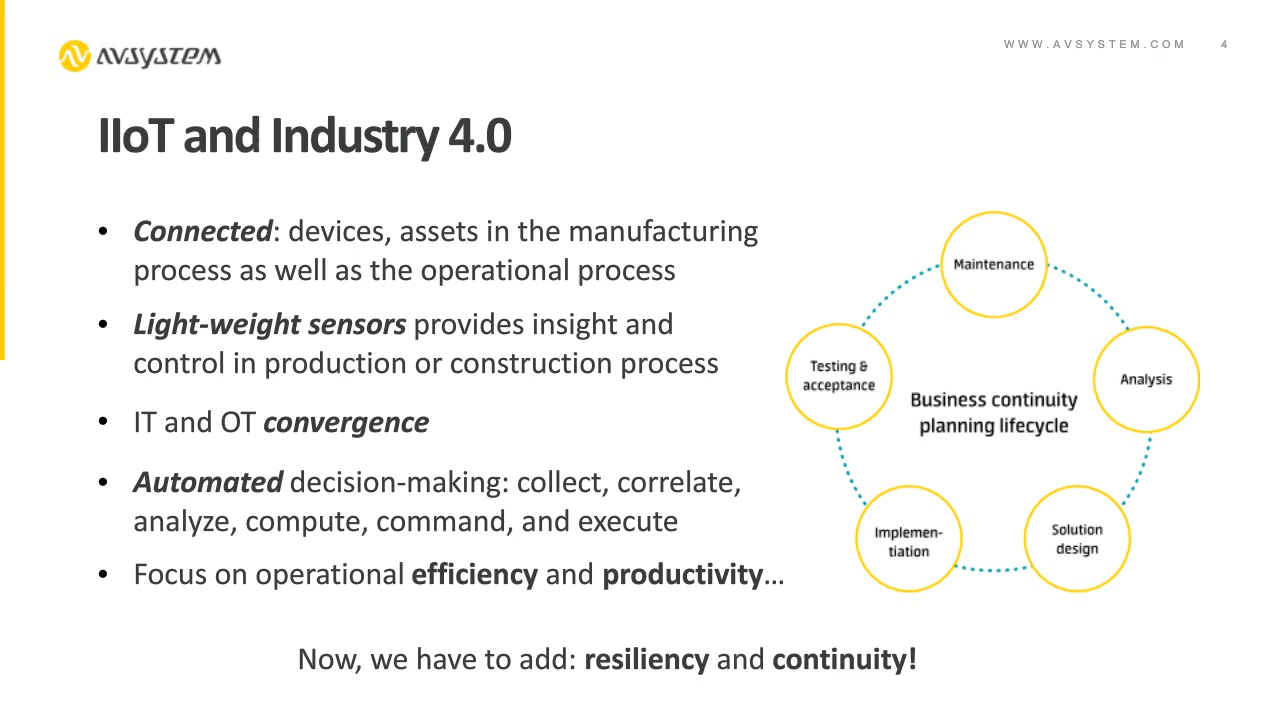 AVSYSTEM
WWW.AVSYSTEM.COM 4
IIoT and Industry 4.0
• Connected: devices, assets in the manufacturing
process as well as the operational process
• Light-weight sensors provides insight and
control in production or construction process
• IT and OT convergence
• Automated decision-making: collect, correlate,
analyze, compute, command, and execute
• Focus on operational efficiency and productivity...
Maintenance
Testing &
acceptance
Analysis
Business continuity
planning lifecycle
Implemen-
tiation
Solution
design
Now, we have to add: resiliency and continuity!